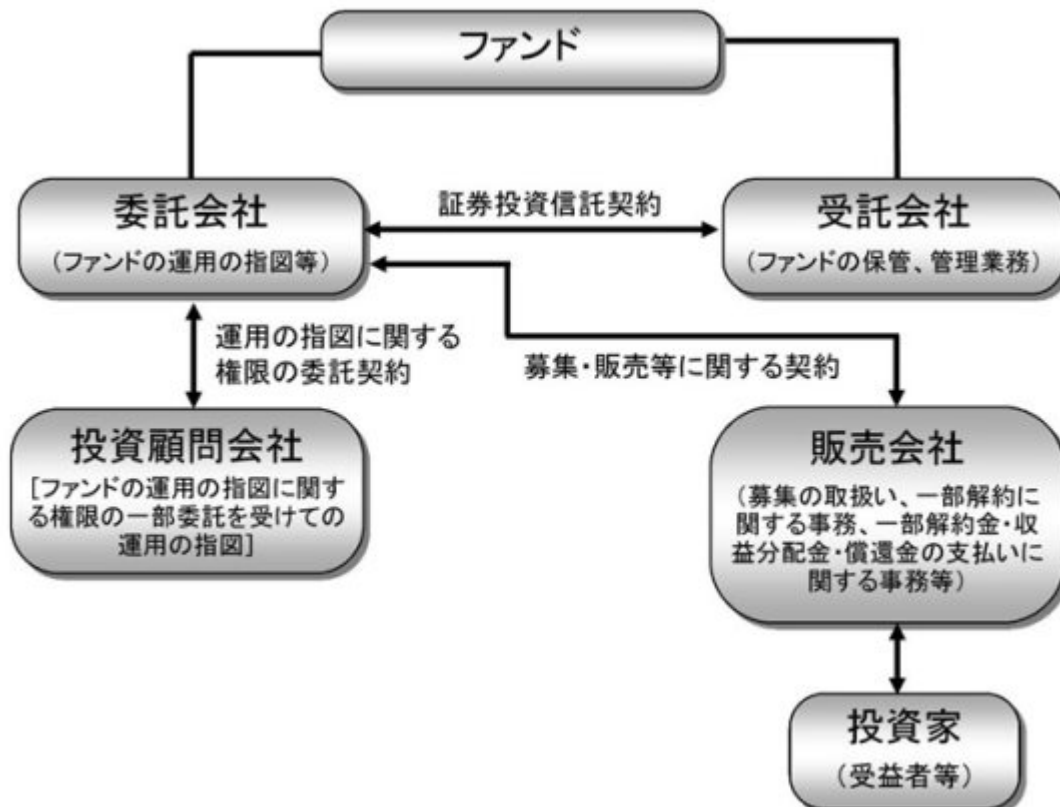 ファンド
委託会社
(ファンドの運用の指図等)
証券投資信託契約
受託会社
(ファンドの保管、管理業務)
運用の指図に関する
権限の委託契約
募集・販売等に関する契約
投資顧問会社
[ファンドの運用の指図に関す
る権限の一部委託を受けての
運用の指図]
販売会社
(募集の取扱い、一部解約に
関する事務、一部解約金・収
益分配金・償還金の支払いに
関する事務等)
投資家
(受益者等)